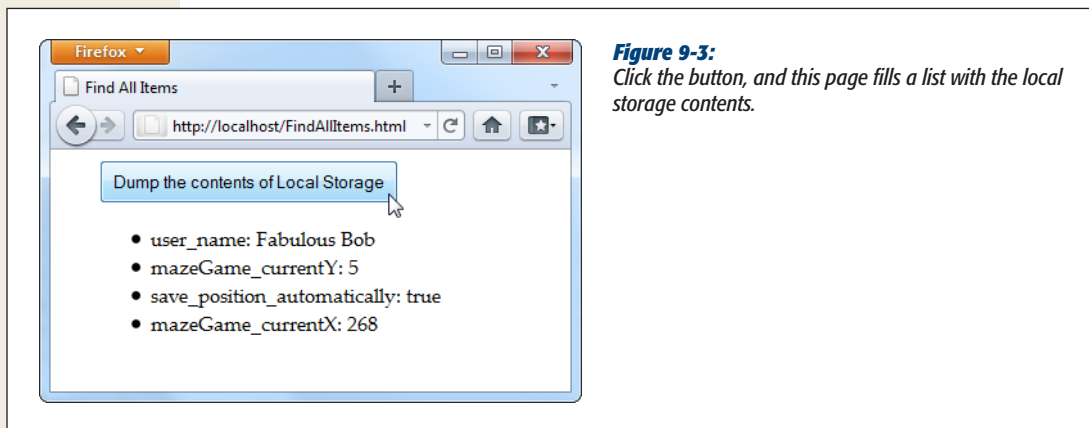 Firefox
Find All Items
http://localhost/FindAllItems.html
Dump the contents of Local Storage
• user_name: Fabulous Bob
• mazeGame_currentY: 5
• save_position_automatically: true
• mazeGame_currentX: 268
Figure 9-3:
Click the button, and this page fills a list with the local
storage contents.